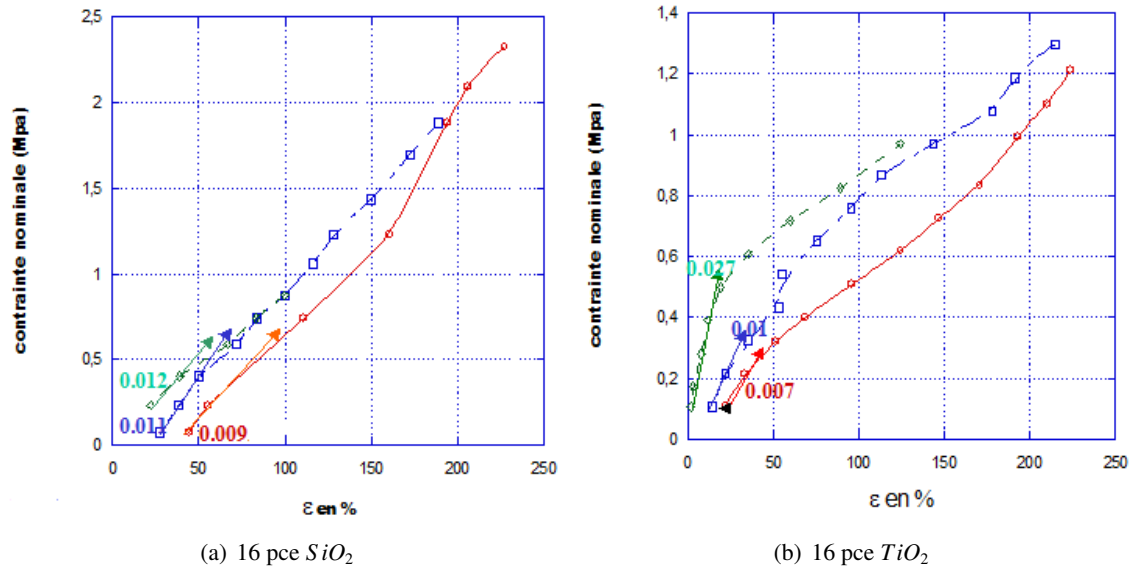 contrainte nominale (Mpa)
2,5
2
1,5
1
0,5
0
0.012
0.011
0.009
0 50 100 150 200 250
ε en %
(a) 16 pce SiO2
contrainte nominale (Mpa)
1,4
1,2
1
0,8
0,6
0,4
0,2
0
0.027
0.01
0.007
0 50 100 150 200 250
ε en %
(b) 16 pce TiO2